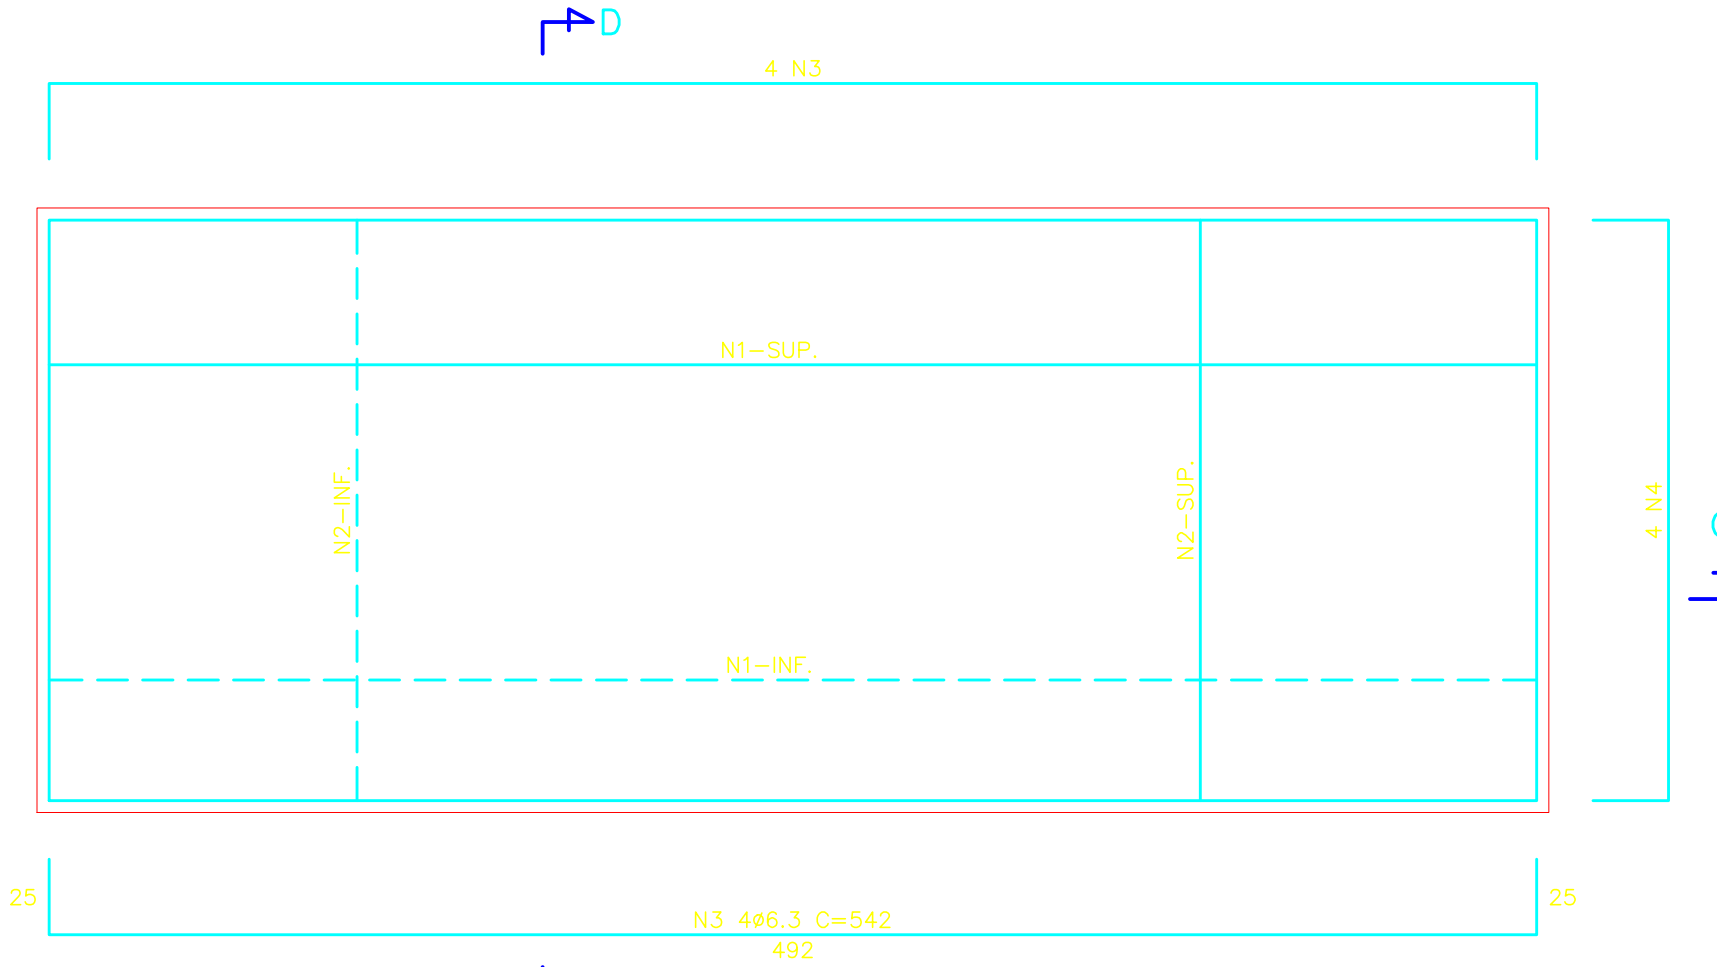 D
4 N3
N1-SUP.
N2-INF.
N2-SUP.
4 N4
N1-INF.
25
25
N3 4ø6.3 C=542
492